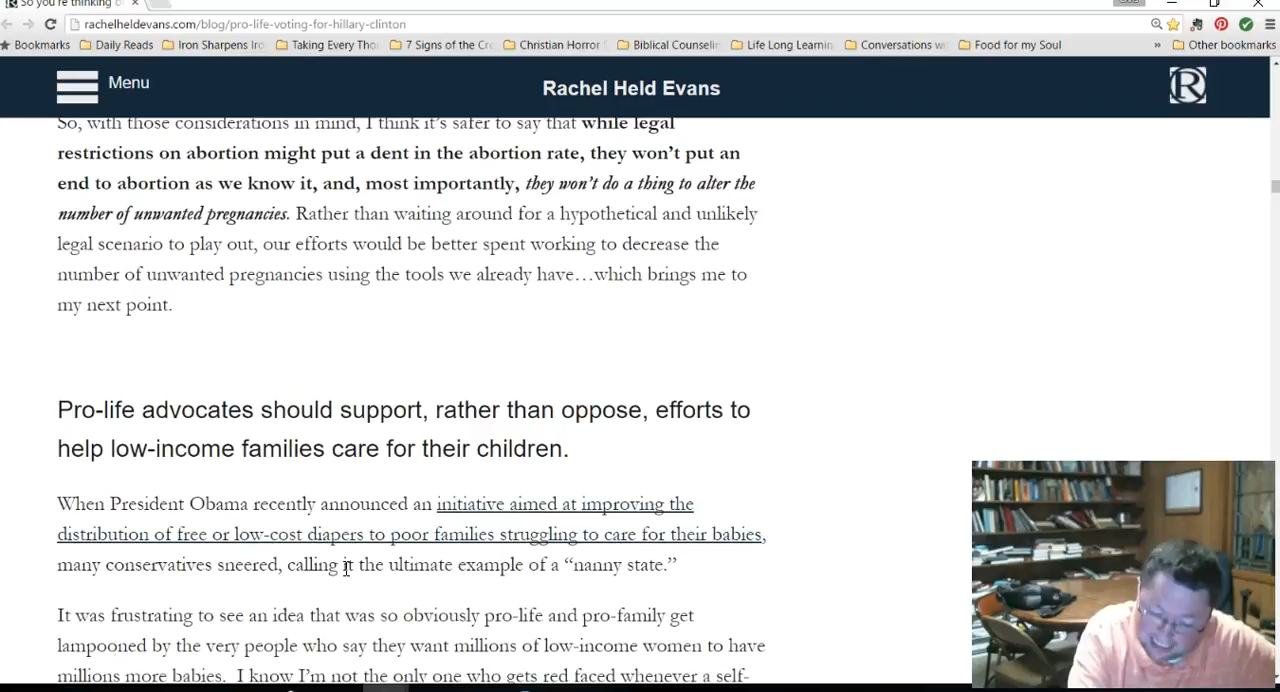 So you're thinking o
rachelheldevans.com/blog/pro-life-voting-for-hillary-clinton
Bookmarks Daily Reads Iron Sharpens Iro Taking Every Tho 7 Signs of the Cre Christian Horror Biblical Counselin Life Long Learnin Conversations wi Food for my Soul » Other bookmarks
Menu Rachel Held Evans R
So, with those considerations in mind, I think it's safer to say that while legal
restrictions on abortion might put a dent in the abortion rate, they won't put an
end to abortion as we know it, and, most importantly, they won't do a thing to alter the
number of unwanted pregnancies. Rather than waiting around for a hypothetical and unlikely
legal scenario to play out, our efforts would be better spent working to decrease the
number of unwanted pregnancies using the tools we already have…which brings me to
my next point.
Pro-life advocates should support, rather than oppose, efforts to
help low-income families care for their children.
When President Obama recently announced an initiative aimed at improving the
distribution of free or low-cost diapers to poor families struggling to care for their babies,
many conservatives sneered, calling it the ultimate example of a “nanny state.”
It was frustrating to see an idea that was so obviously pro-life and pro-family get
lampooned by the very people who say they want millions of low-income women to have
millions more babies. I know I'm not the only one who gets red faced whenever a self-